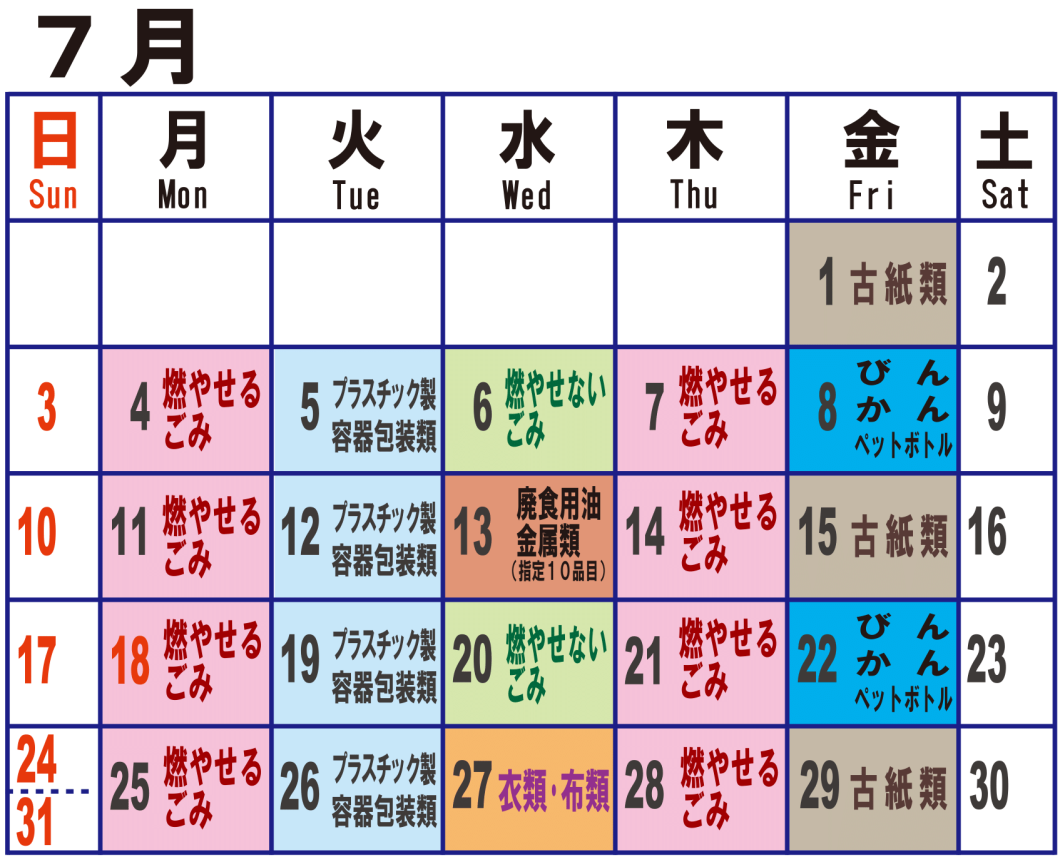 7月
日 月 火 水 木 金 土
Sun Mon Tue Wed Thu Fri Sat
1 古紙類
2
3
4 燃やせる
ごみ
5 プラスチック製
容器包装類
6 燃やせない
ごみ
7 燃やせる
ごみ
8 びん
かん
ペットボトル
9
10
11 燃やせる
ごみ
12 プラスチック製
容器包装類
13 廃食用油
金属類
（指定10品目）
14 燃やせる
ごみ
15 古紙類
16
17
18 燃やせる
ごみ
19 プラスチック製
容器包装類
20 燃やせない
ごみ
21 燃やせる
ごみ
22 びん
かん
ペットボトル
23
24
31
25 燃やせる
ごみ
26 プラスチック製
容器包装類
27 衣類・布類
28 燃やせる
ごみ
29 古紙類
30